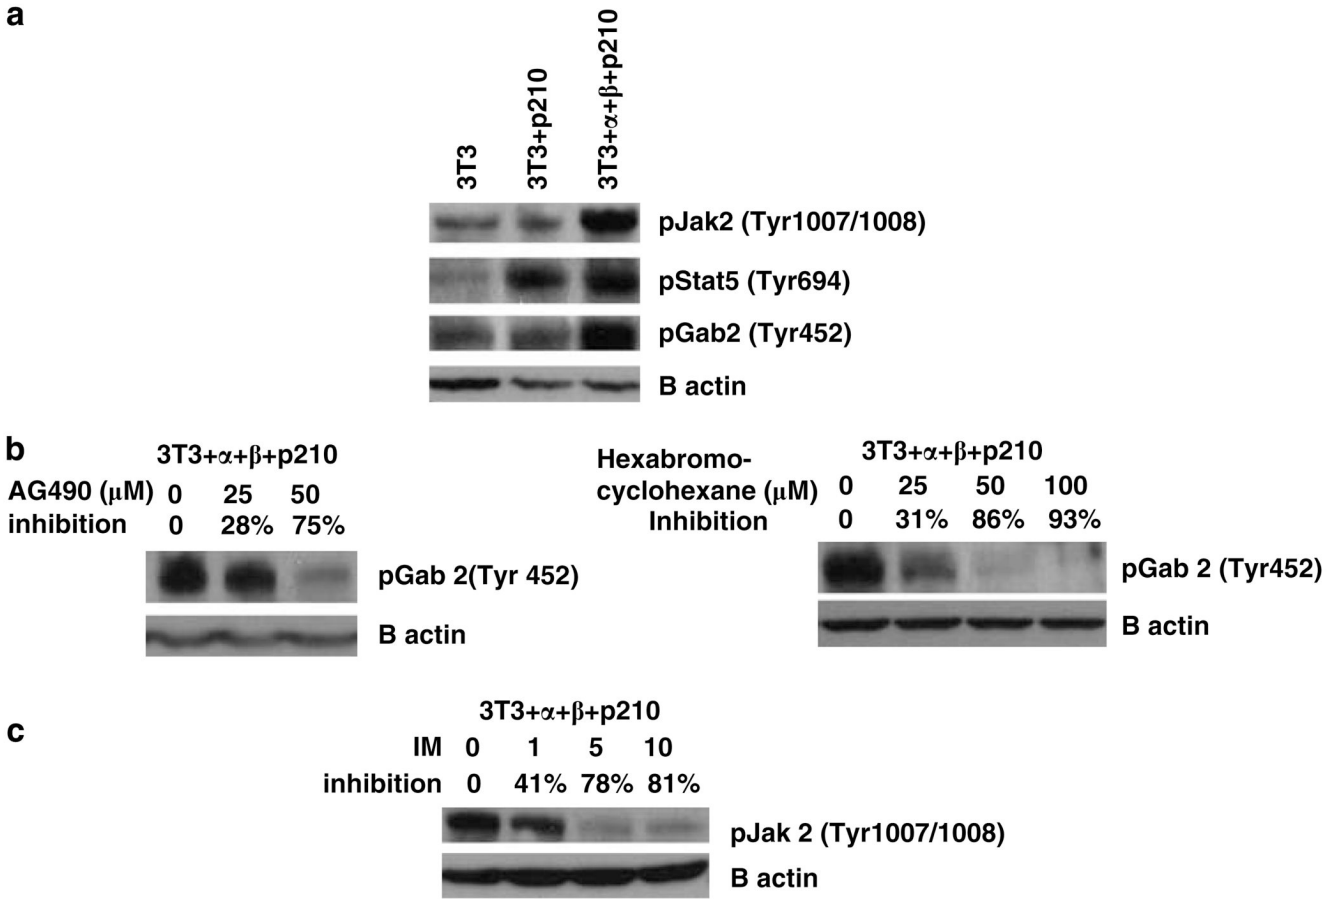 a
3T3
3T3+p210
3T3+α+β+p210
pJak2 (Tyr1007/1008)
pStat5 (Tyr694)
pGab2 (Tyr452)
B actin
b
3T3+α+β+p210
AG490 (μM) 0 25 50
inhibition 0 28% 75%
pGab 2(Tyr 452)
B actin
3T3+α+β+p210
Hexabromo-
cyclohexane (μM) 0 25 50 100
Inhibition 0 31% 86% 93%
pGab 2 (Tyr452)
B actin
c
3T3+α+β+p210
IM 0 1 5 10
inhibition 0 41% 78% 81%
pJak 2 (Tyr1007/1008)
B actin